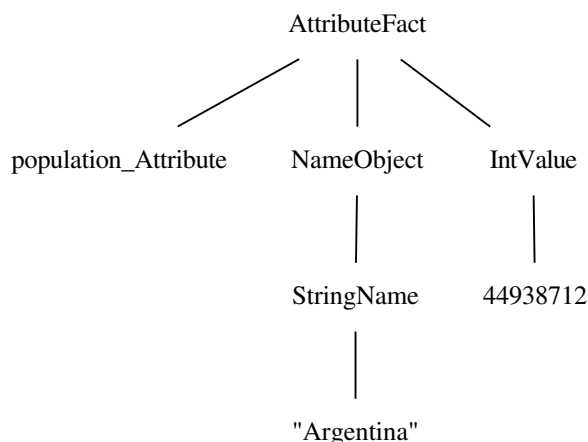 AttributeFact
population_Attribute NameObject IntValue
StringName 44938712
"Argentina"